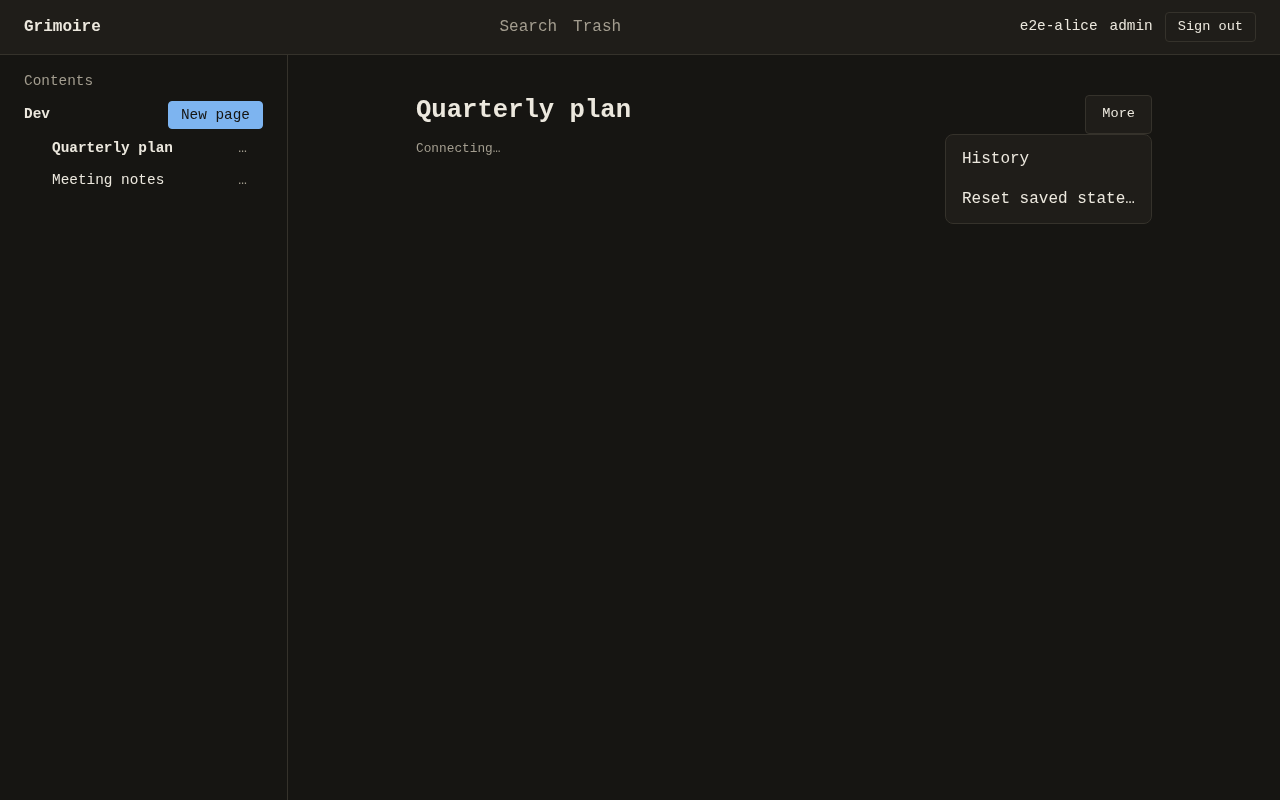 Grimoire
Search Trash
e2e-alice admin Sign out
Contents
Dev New page
Quarterly plan …
Meeting notes …
Quarterly plan
More
Connecting…
History
Reset saved state…